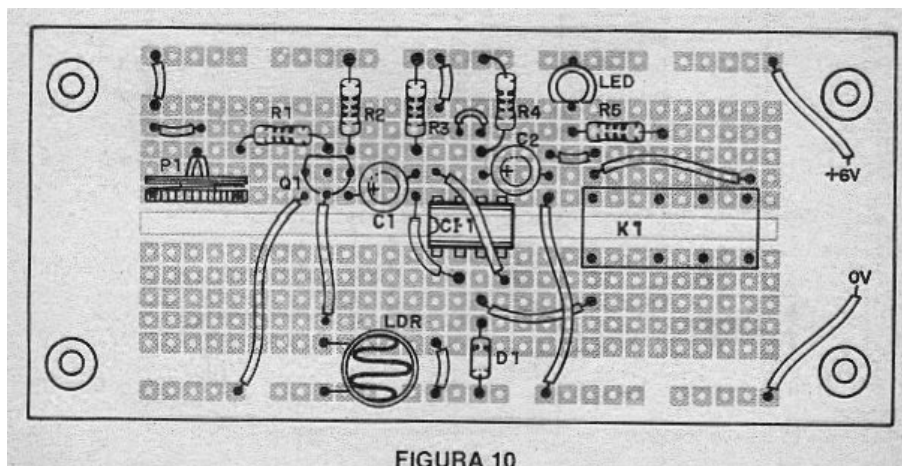 LED
R1
R2
R3
R4
R5
C2
P1
+6V
Q1
C1
CI-1
K1
0V
LDR
D1
FIGURA 10